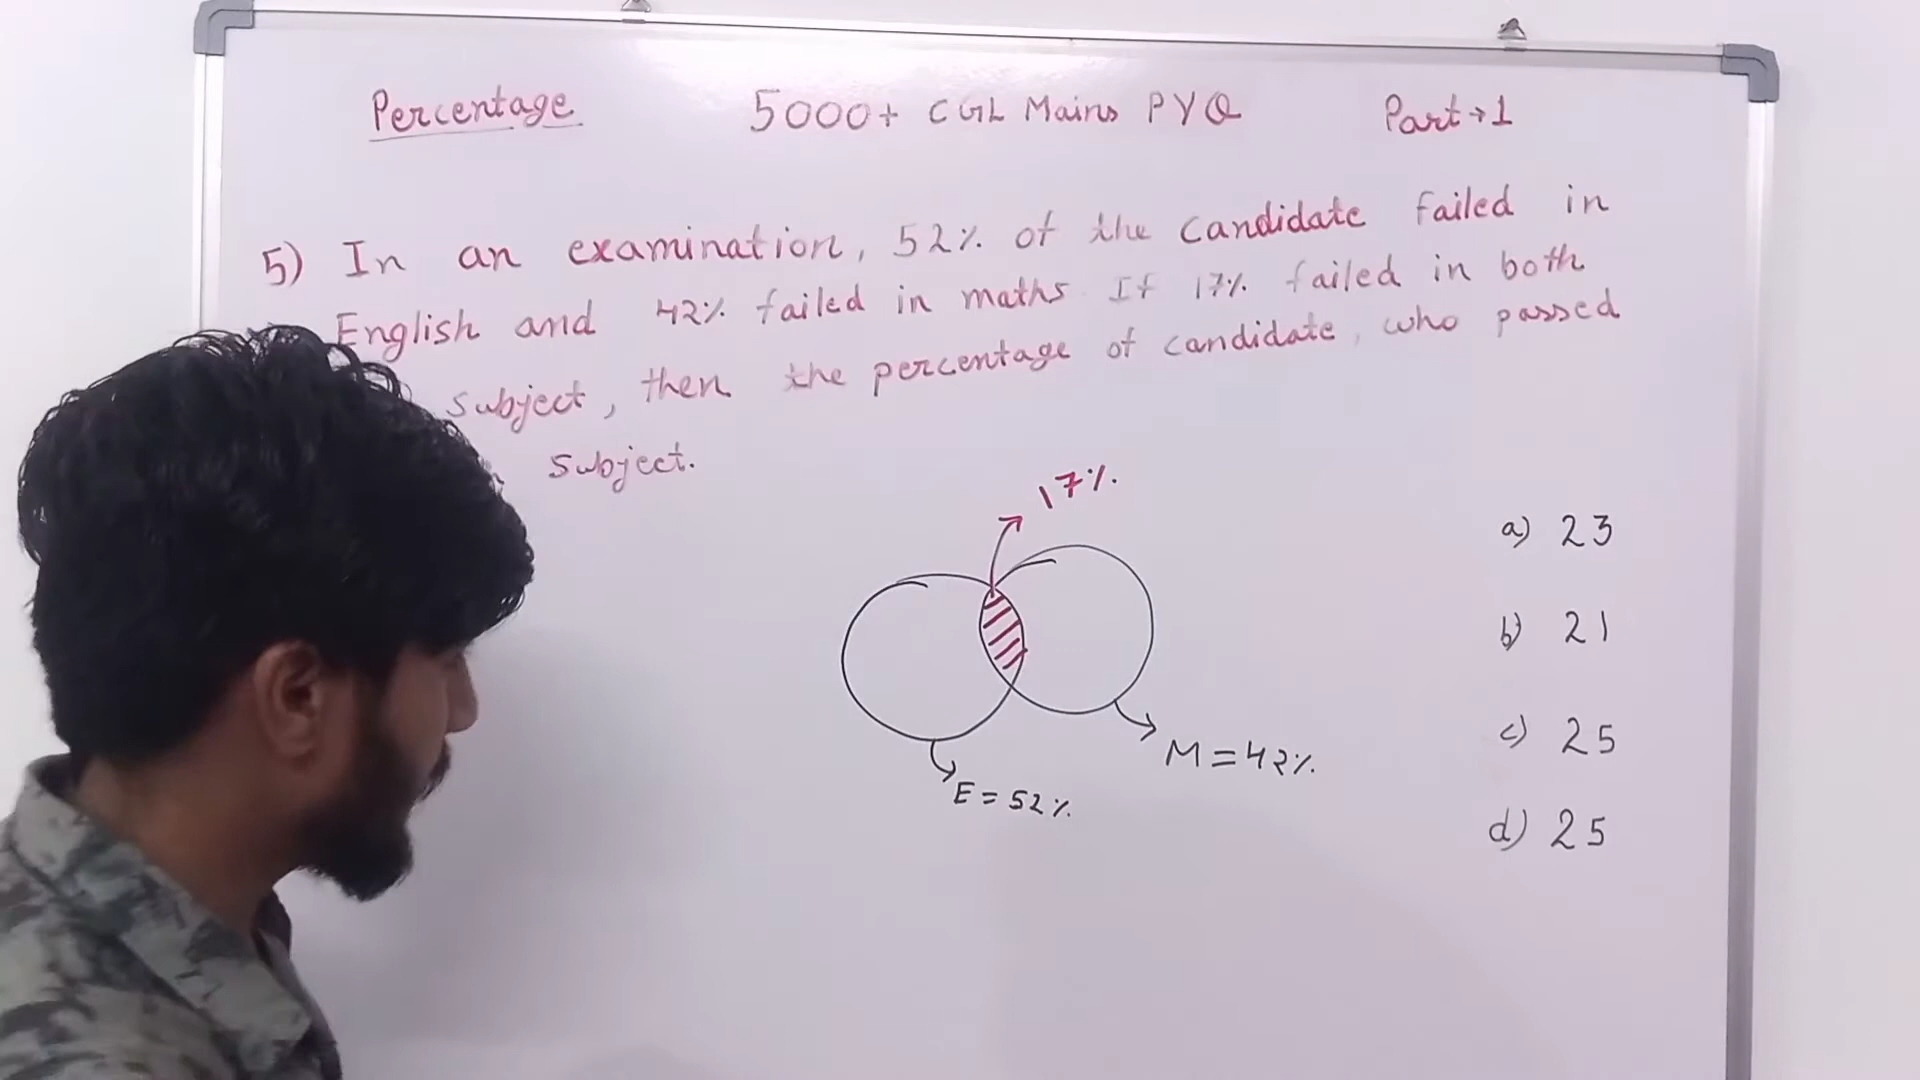 Percentage 5000+ CGL Mains PYQ Part→1
5) In an examination, 52% of the candidate failed in
English and 42% failed in maths If 17% failed in both
subject, then the percentage of candidate, who passed
subject.
17%
a) 23
b) 21
c) 25
M = 42%
E = 52%
d) 25